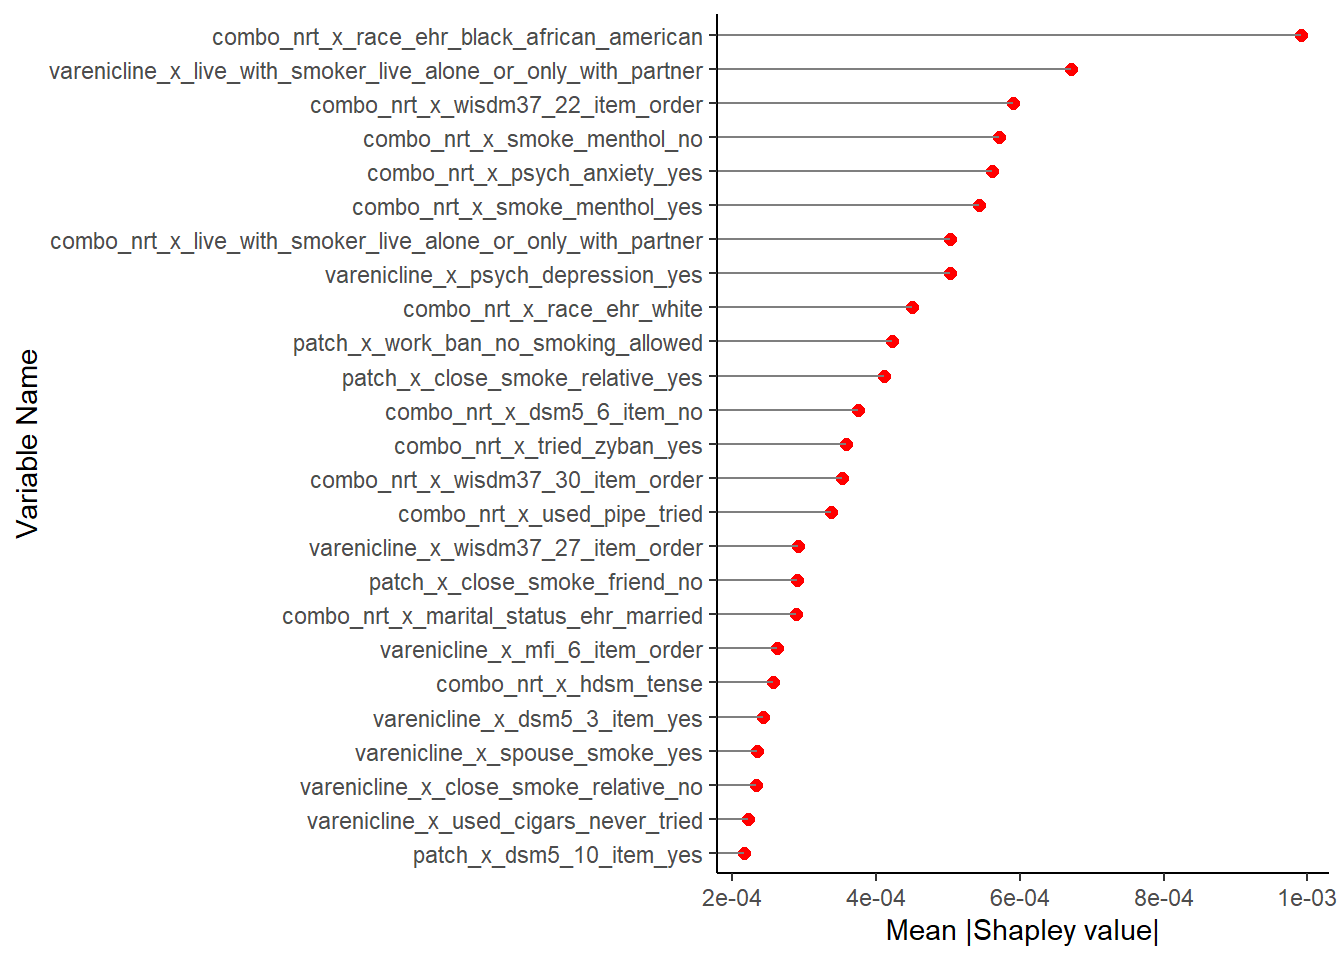 combo_nrt_x_race_ehr_black_african_american
varenicline_x_live_with_smoker_live_alone_or_only_with_partner
combo_nrt_x_wisdm37_22_item_order
combo_nrt_x_smoke_menthol_no
combo_nrt_x_psych_anxiety_yes
combo_nrt_x_smoke_menthol_yes
combo_nrt_x_live_with_smoker_live_alone_or_only_with_partner
varenicline_x_psych_depression_yes
combo_nrt_x_race_ehr_white
patch_x_work_ban_no_smoking_allowed
patch_x_close_smoke_relative_yes
combo_nrt_x_dsm5_6_item_no
combo_nrt_x_tried_zyban_yes
combo_nrt_x_wisdm37_30_item_order
combo_nrt_x_used_pipe_tried
varenicline_x_wisdm37_27_item_order
patch_x_close_smoke_friend_no
combo_nrt_x_marital_status_ehr_married
varenicline_x_mfi_6_item_order
combo_nrt_x_hdsm_tense
varenicline_x_dsm5_3_item_yes
varenicline_x_spouse_smoke_yes
varenicline_x_close_smoke_relative_no
varenicline_x_used_cigars_never_tried
patch_x_dsm5_10_item_yes
Variable Name
2e-04 4e-04 6e-04 8e-04 1e-03
Mean |Shapley value|